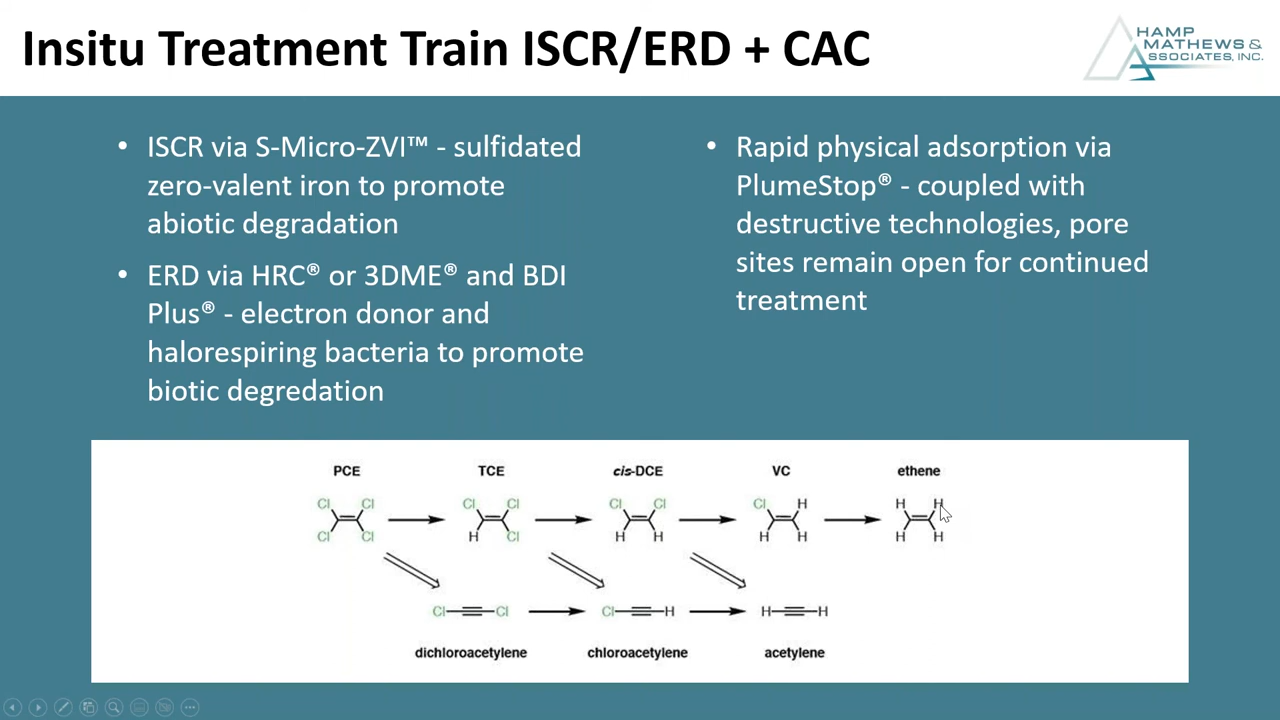 Insitu Treatment Train ISCR/ERD + CAC
HAMP
MATHEWS &
SSOCIATES, INC.
• ISCR via S-Micro-ZVI™ - sulfidated
zero-valent iron to promote
abiotic degradation
• ERD via HRC® or 3DME® and BDI
Plus® - electron donor and
halorespiring bacteria to promote
biotic degredation
• Rapid physical adsorption via
PlumeStop® - coupled with
destructive technologies, pore
sites remain open for continued
treatment
PCE TCE cis-DCE VC ethene
Cl Cl Cl Cl Cl Cl Cl H H H
Cl Cl H Cl H H H H H H
Cl Cl Cl H H H
dichloroacetylene chloroacetylene acetylene